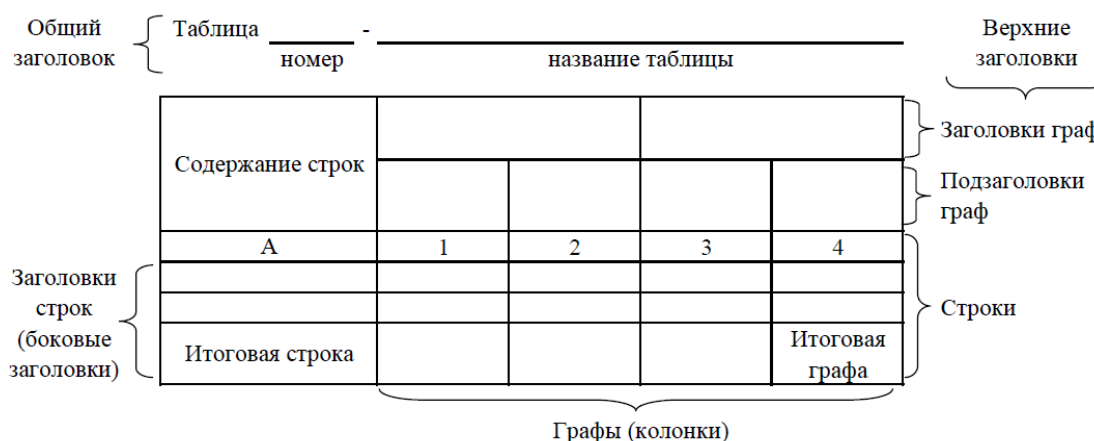 Общий
заголовок
Таблица -
номер
название таблицы
Верхние
заголовки
Содержание строк
Заголовки граф
Подзаголовки
граф
А 1 2 3 4
Заголовки
строк
(боковые
заголовки)
Строки
Итоговая строка
Итоговая
графа
Графы (колонки)